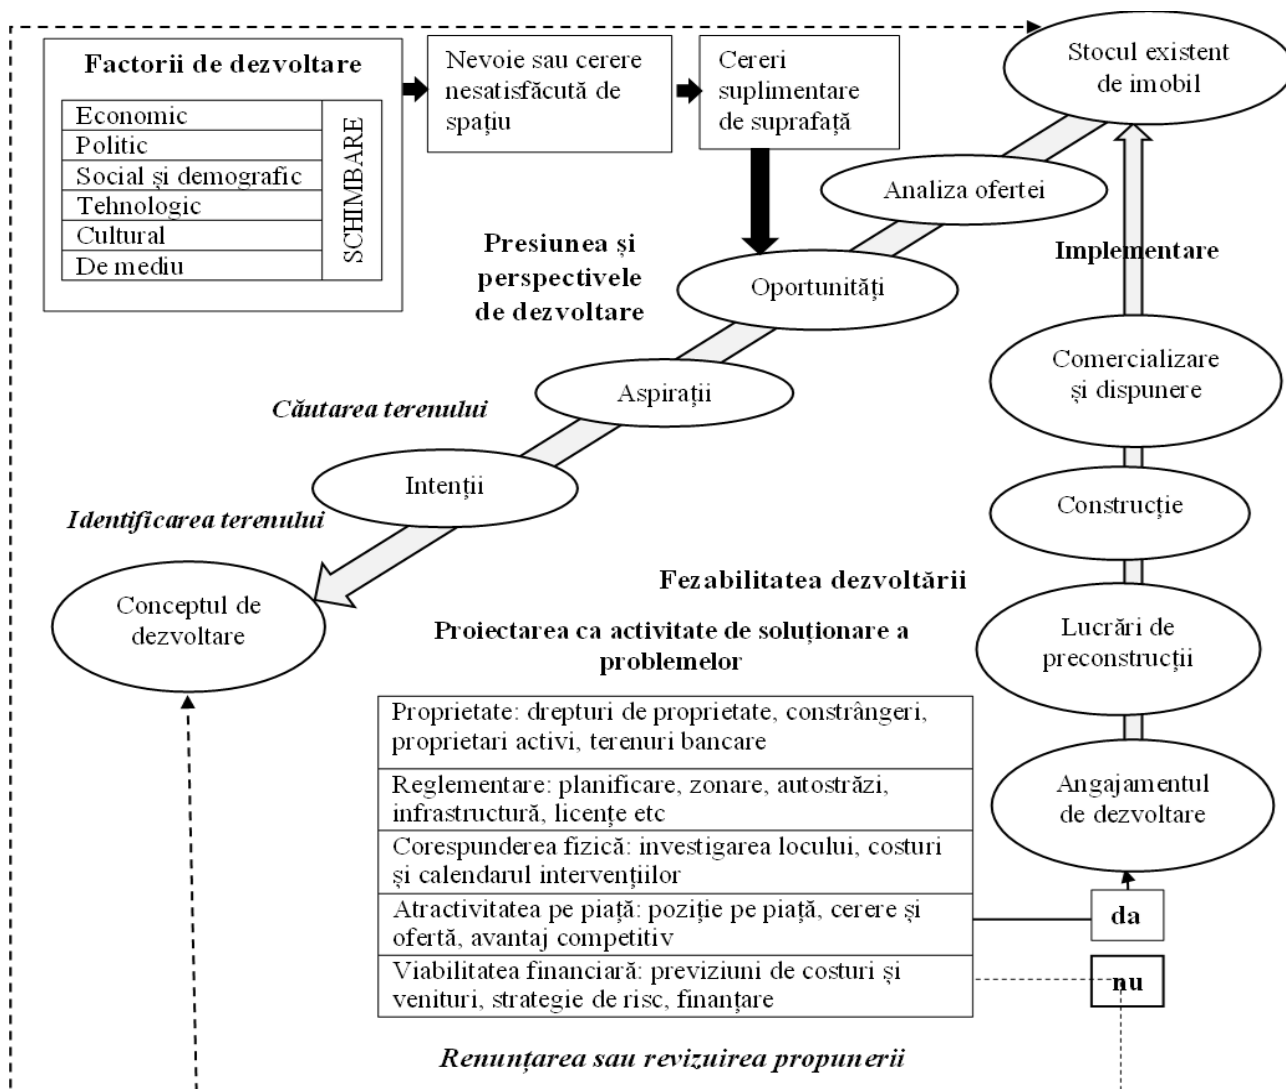 Factorii de dezvoltare
Economic
Politic
Social și demografic
Tehnologic
Cultural
De mediu
SCHIMBARE
Nevoie sau cerere
nesatisfăcută de
spațiu
Cereri
suplimentare
de suprafață
Stocul existent
de imobil
Analiza ofertei
Presiunea și
perspectivele
de dezvoltare
Oportunități
Implementare
Aspirații
Căutarea terenului
Intenții
Identificarea terenului
Conceptul de
dezvoltare
Comercializare
și dispunere
Construcție
Lucrări de
preconstrucții
Angajamentul
de dezvoltare
Fezabilitatea dezvoltării
Proiectarea ca activitate de soluționare a
problemelor
Proprietate: drepturi de proprietate, constrângeri,
proprietari activi, terenuri bancare
Reglementare: planificare, zonare, autostrăzi,
infrastructură, licențe etc
Corespunderea fizică: investigarea locului, costuri
și calendarul intervențiilor
Atractivitatea pe piață: poziție pe piață, cerere și
ofertă, avantaj competitiv
Viabilitatea financiară: previziuni de costuri și
venituri, strategie de risc, finanțare
da
nu
Renunțarea sau revizuirea propunerii